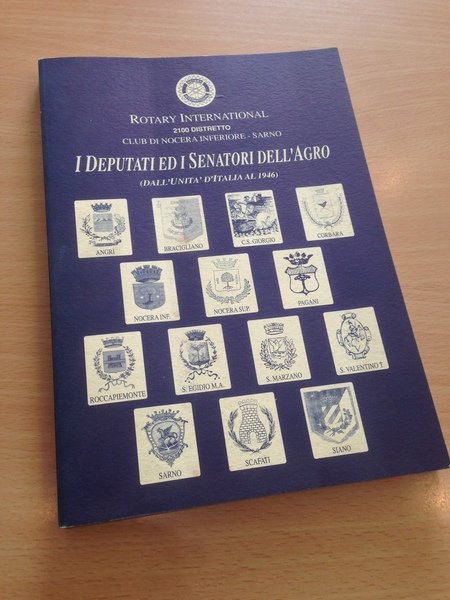 ROTARY INTERNATIONAL
2100 DISTRETTO
CLUB DI NOCERA INFERIORE - SARNO
I DEPUTATI ED I SENATORI DELL'AGRO
(DALL'UNITA' D'ITALIA AL 1946)
ANGRI
BRACIGLIANO
C.S. GIORGIO
CORBARA
NOCERA INF.
NOCERA SUP.
PAGANI
ROCCAPIEMONTE
S. EGIDIO M.A.
S. MARZANO
S. VALENTINO T.
SARNO
SCAFATI
SIANO